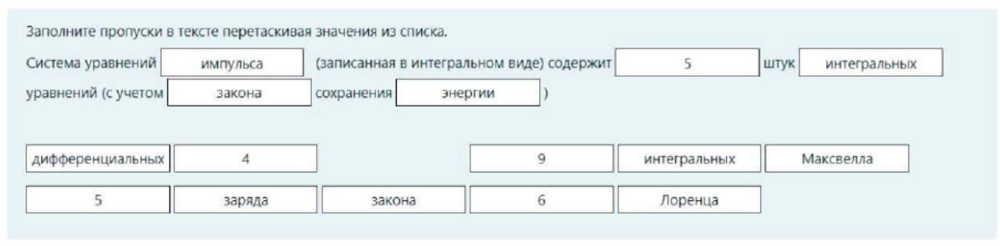 Заполните пропуски в тексте перетаскивая значения из списка.
Система уравнений импульса (записанная в интегральном виде) содержит 5 штук интегральных
уравнений (с учетом закона сохранения энергии )
дифференциальных 4 9 интегральных Максвелла
5 заряда закона 6 Лоренца